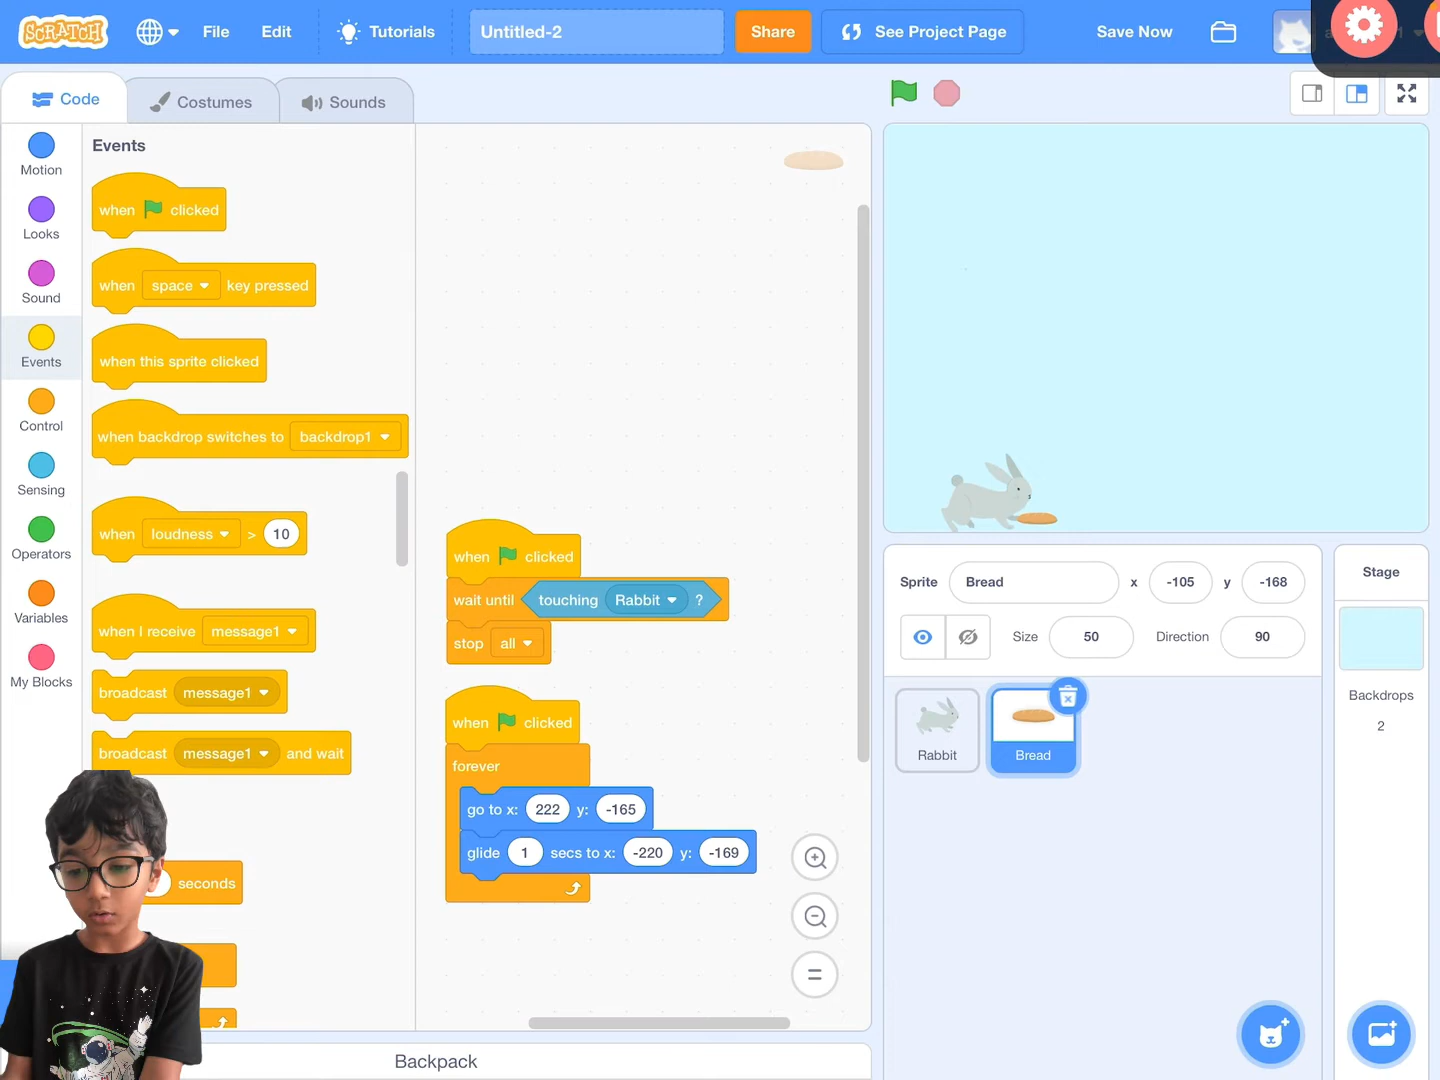 SCRATCH
File
Edit
Tutorials
Untitled-2
Share
See Project Page
Save Now
Code
Costumes
Sounds
Motion
Looks
Sound
Events
Control
Sensing
Operators
Variables
My Blocks
Events
when clicked
when space key pressed
when this sprite clicked
when backdrop switches to backdrop1
when loudness > 10
when I receive message1
broadcast message1
broadcast message1 and wait
seconds
when clicked
wait until touching Rabbit ?
stop all
when clicked
forever
go to x: 222 y: -165
glide 1 secs to x: -220 y: -169
Backpack
Sprite Bread x -105 y -168
Size 50 Direction 90
Rabbit
Bread
Stage
Backdrops
2